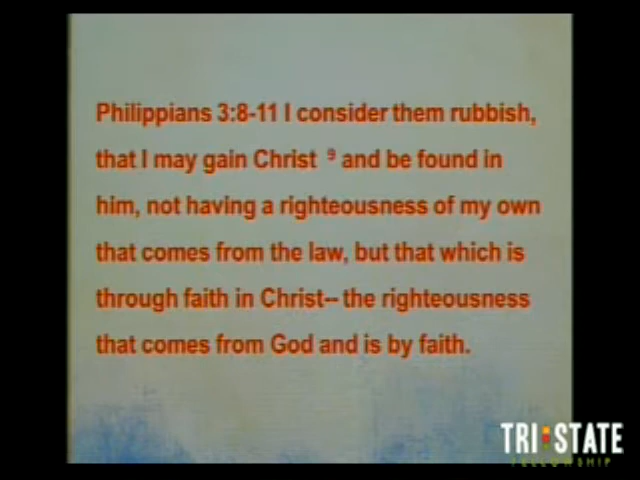 Philippians 3:8-11 I consider them rubbish,
that I may gain Christ 9 and be found in
him, not having a righteousness of my own
that comes from the law, but that which is
through faith in Christ-- the righteousness
that comes from God and is by faith.
TRI STATE
FELLOWSHIP